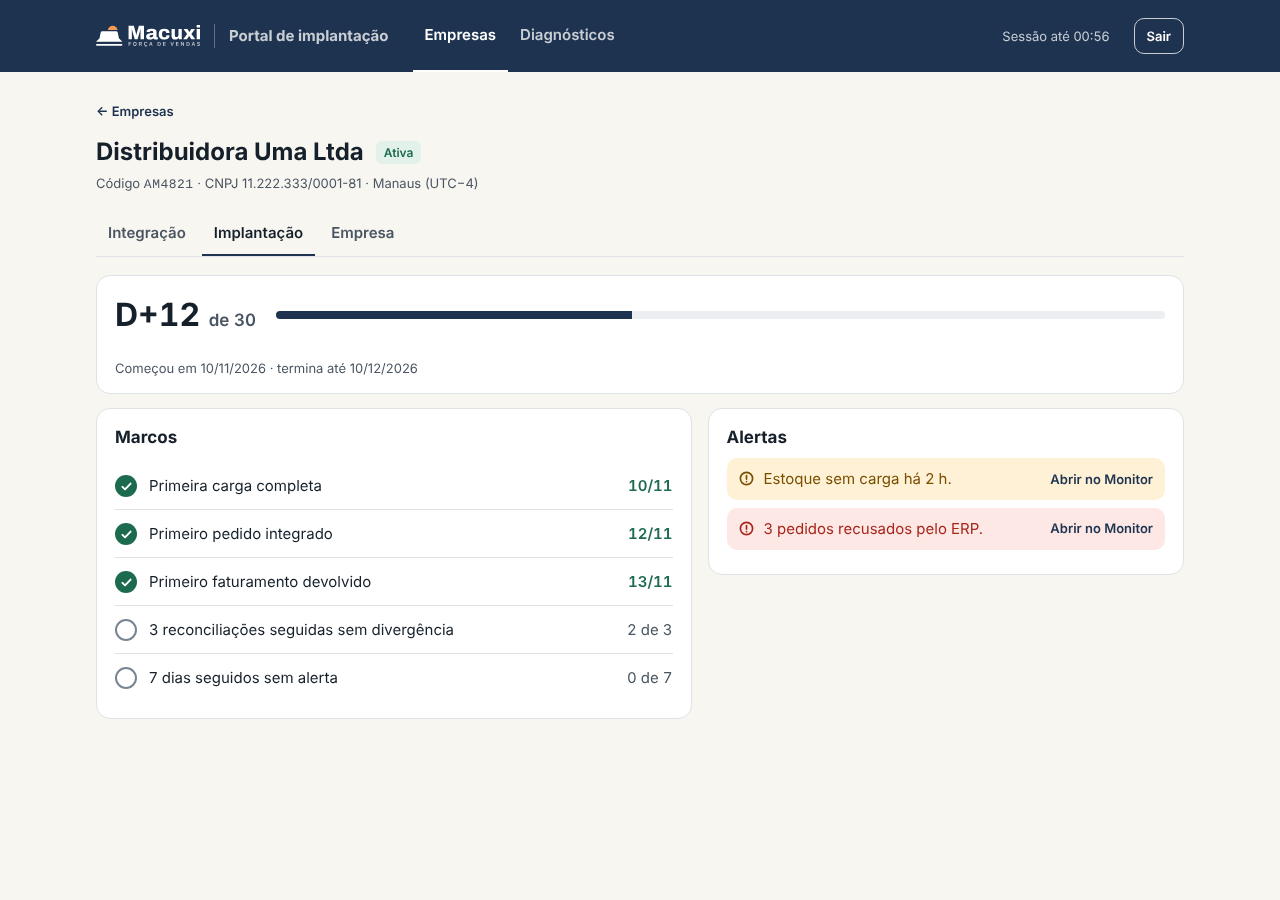 Macuxi
FORÇA DE VENDAS
Portal de implantação
Empresas
Diagnósticos
Sessão até 00:56
Sair
← Empresas
Distribuidora Uma Ltda
Ativa
Código AM4821 · CNPJ 11.222.333/0001-81 · Manaus (UTC−4)
Integração
Implantação
Empresa
D+12 de 30
Começou em 10/11/2026 · termina até 10/12/2026
Marcos
Primeira carga completa 10/11
Primeiro pedido integrado 12/11
Primeiro faturamento devolvido 13/11
3 reconciliações seguidas sem divergência 2 de 3
7 dias seguidos sem alerta 0 de 7
Alertas
Estoque sem carga há 2 h. Abrir no Monitor
3 pedidos recusados pelo ERP. Abrir no Monitor